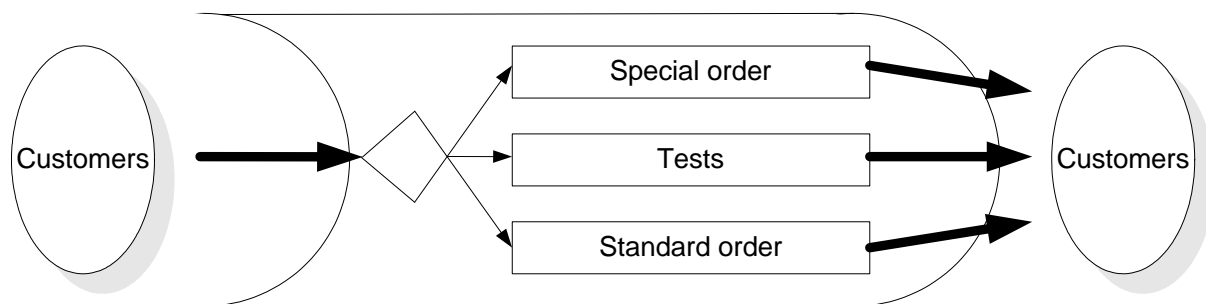 Customers
Special order
Tests
Standard order
Customers